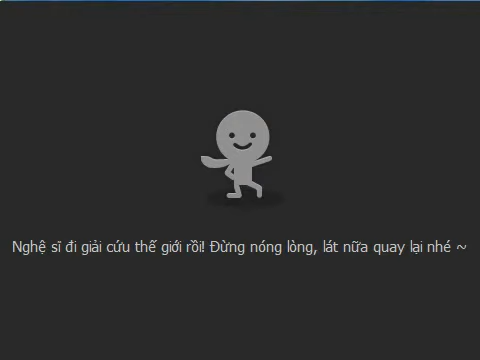 Nghệ sĩ đi giải cứu thế giới rồi! Đừng nóng lòng, lát nữa quay lại nhé ~